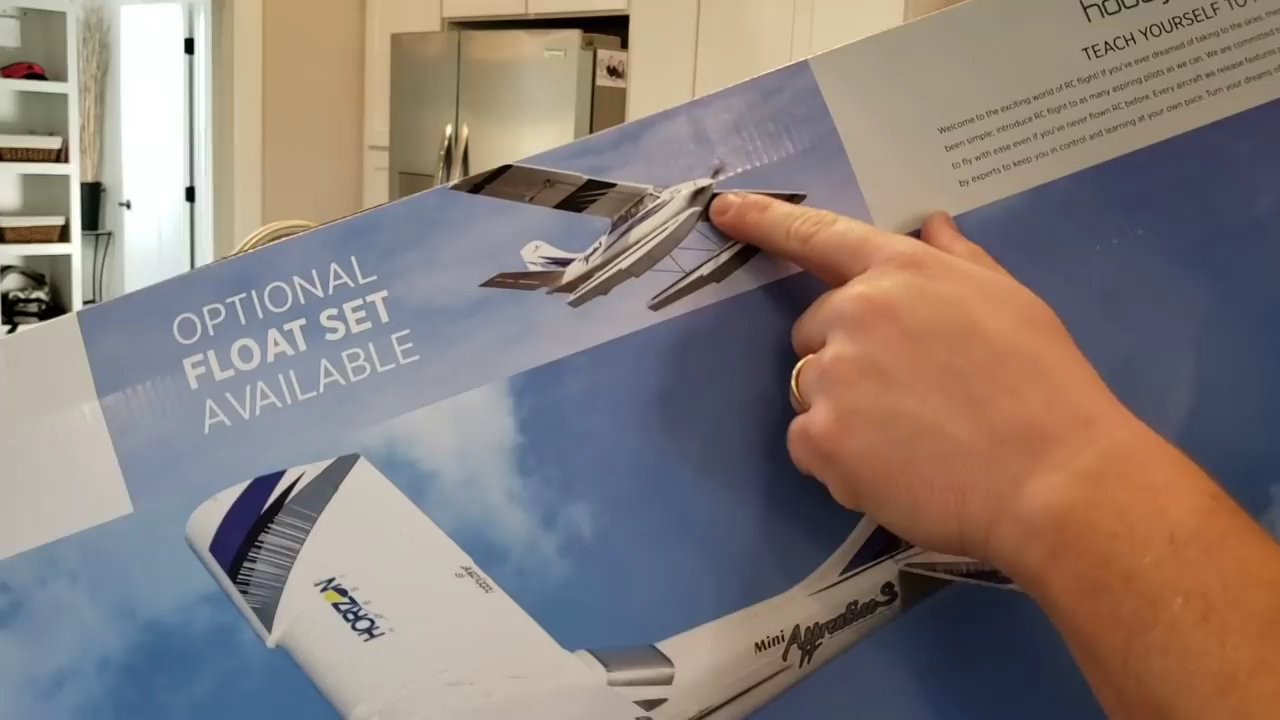 TEACH YOURSELF TO
Welcome to the exciting world of RC flight! If you've ever dreamed of taking to the skies,
been simple; introduce RC flight to as many aspiring pilots as we can. We are committed
to fly with ease even if you've never flown RC before. Every aircraft we release features
by experts to keep you in control and learning at your own pace. Turn your dreams
OPTIONAL
FLOAT SET
AVAILABLE
HORIZON
HOBBY
Mini Apprentice S